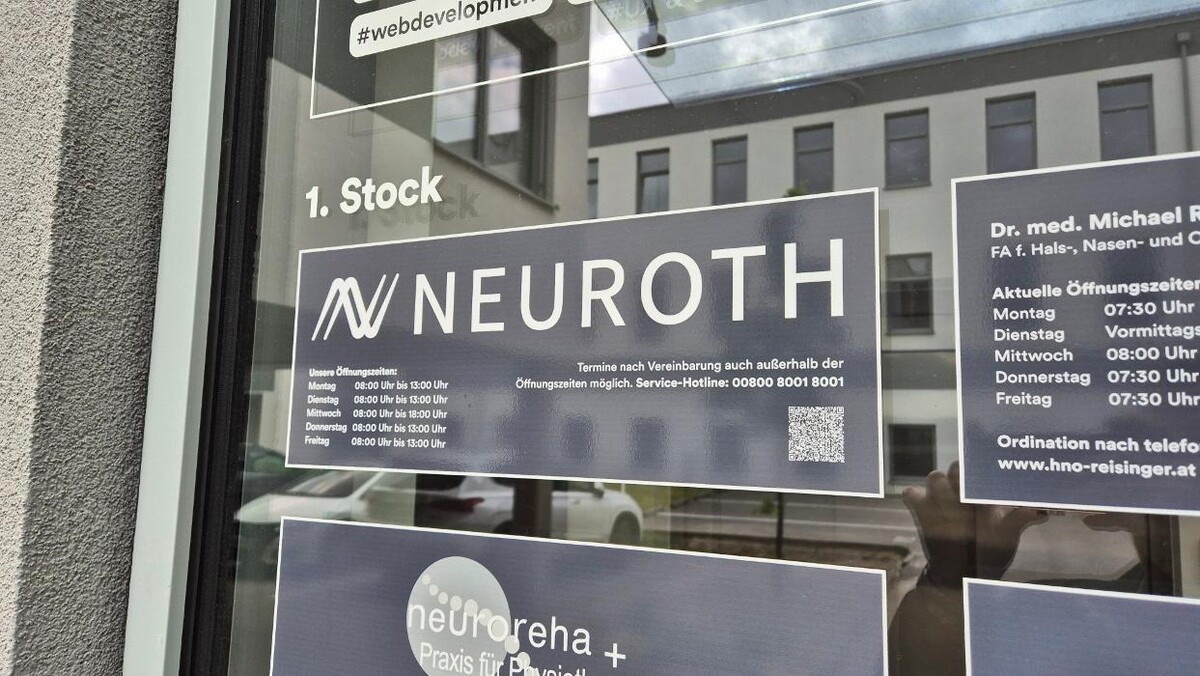 #webdevelopment
1. Stock
NEUROTH
Unsere Öffnungszeiten:
Montag 08:00 Uhr bis 13:00 Uhr
Dienstag 08:00 Uhr bis 13:00 Uhr
Mittwoch 08:00 Uhr bis 18:00 Uhr
Donnerstag 08:00 Uhr bis 13:00 Uhr
Freitag 08:00 Uhr bis 13:00 Uhr
Termine nach Vereinbarung auch außerhalb der
Öffnungszeiten möglich. Service-Hotline: 00800 8001 8001
Dr. med. Michael
FA f. Hals-, Nasen- und
Aktuelle Öffnungszeiten
Montag 07:30 Uhr
Dienstag Vormittags
Mittwoch 08:00 Uhr
Donnerstag 07:30 Uhr
Freitag 07:30 Uhr
Ordination nach
www.hno-reisinger.at
neuroreha +
Praxis für